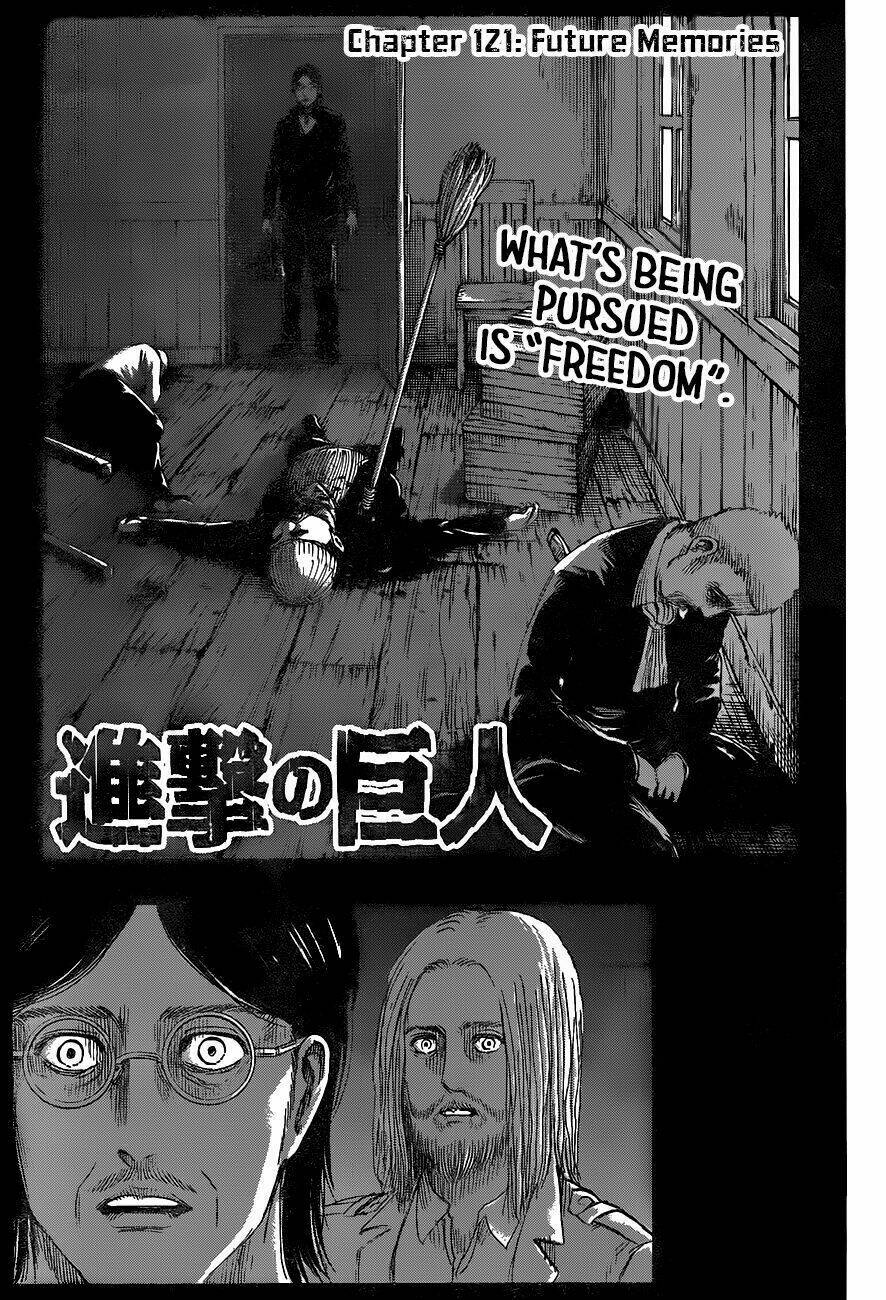 Chapter 121: Future Memories
WHAT'S BEING
PURSUED
IS "FREEDOM".
進撃の巨人